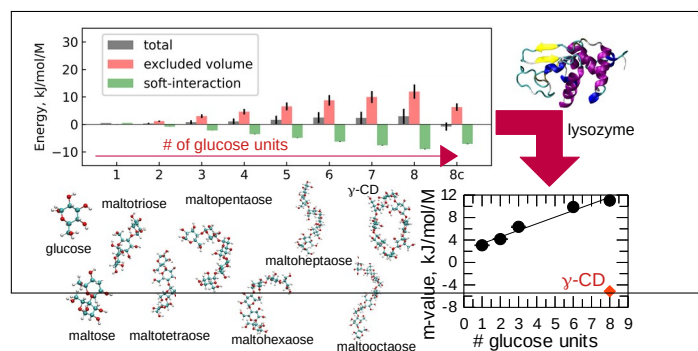 30
20
10
0
−10
Energy, kJ/mol/M
total
excluded volume
soft-interaction
# of glucose units
1 2 3 4 5 6 7 8 8c
lysozyme
glucose
maltotriose
maltopentaose
maltoheptaose
γ-CD
maltose
maltotetraose
maltohexaose
maltooctaose
12
8
4
0
-4
-8
m-value, kJ/mol/M
γ-CD
0 1 2 3 4 5 6 7 8 9
# glucose units